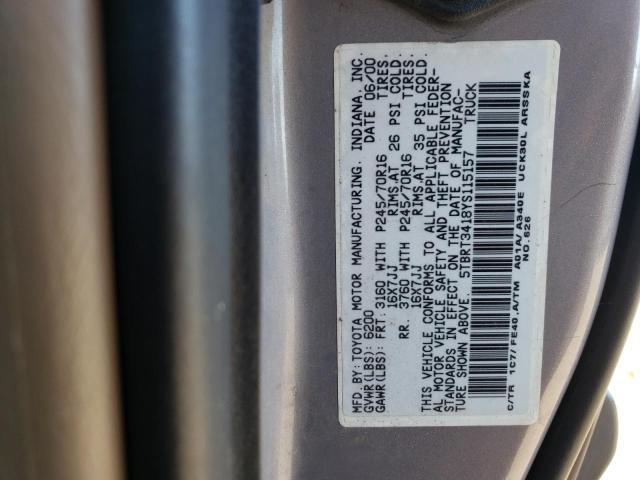 MFD. BY: TOYOTA MOTOR MANUFACTURING, INDIANA, INC.
GVWR(LBS): 6200 DATE 06/00
GAWR(LBS): FRT: 3160 WITH P245/70R16 TIRES,
16X7JJ RIMS,AT 26 PSI COLD.
RR. 3760 WITH P245/70R16 TIRES,
16X7JJ RIMS,AT 35 PSI COLD.
THIS VEHICLE CONFORMS TO ALL APPLICABLE FEDER-
AL MOTOR VEHICLE SAFETY AND THEFT PREVENTION
STANDARDS IN EFFECT ON THE DATE OF MANUFAC-
TURE SHOWN ABOVE. 5TBRT3418YS115157 TRUCK
C/TR 1C7/FE40,A/TM A01A/A340E UCK30L ARSSKA
NO.626